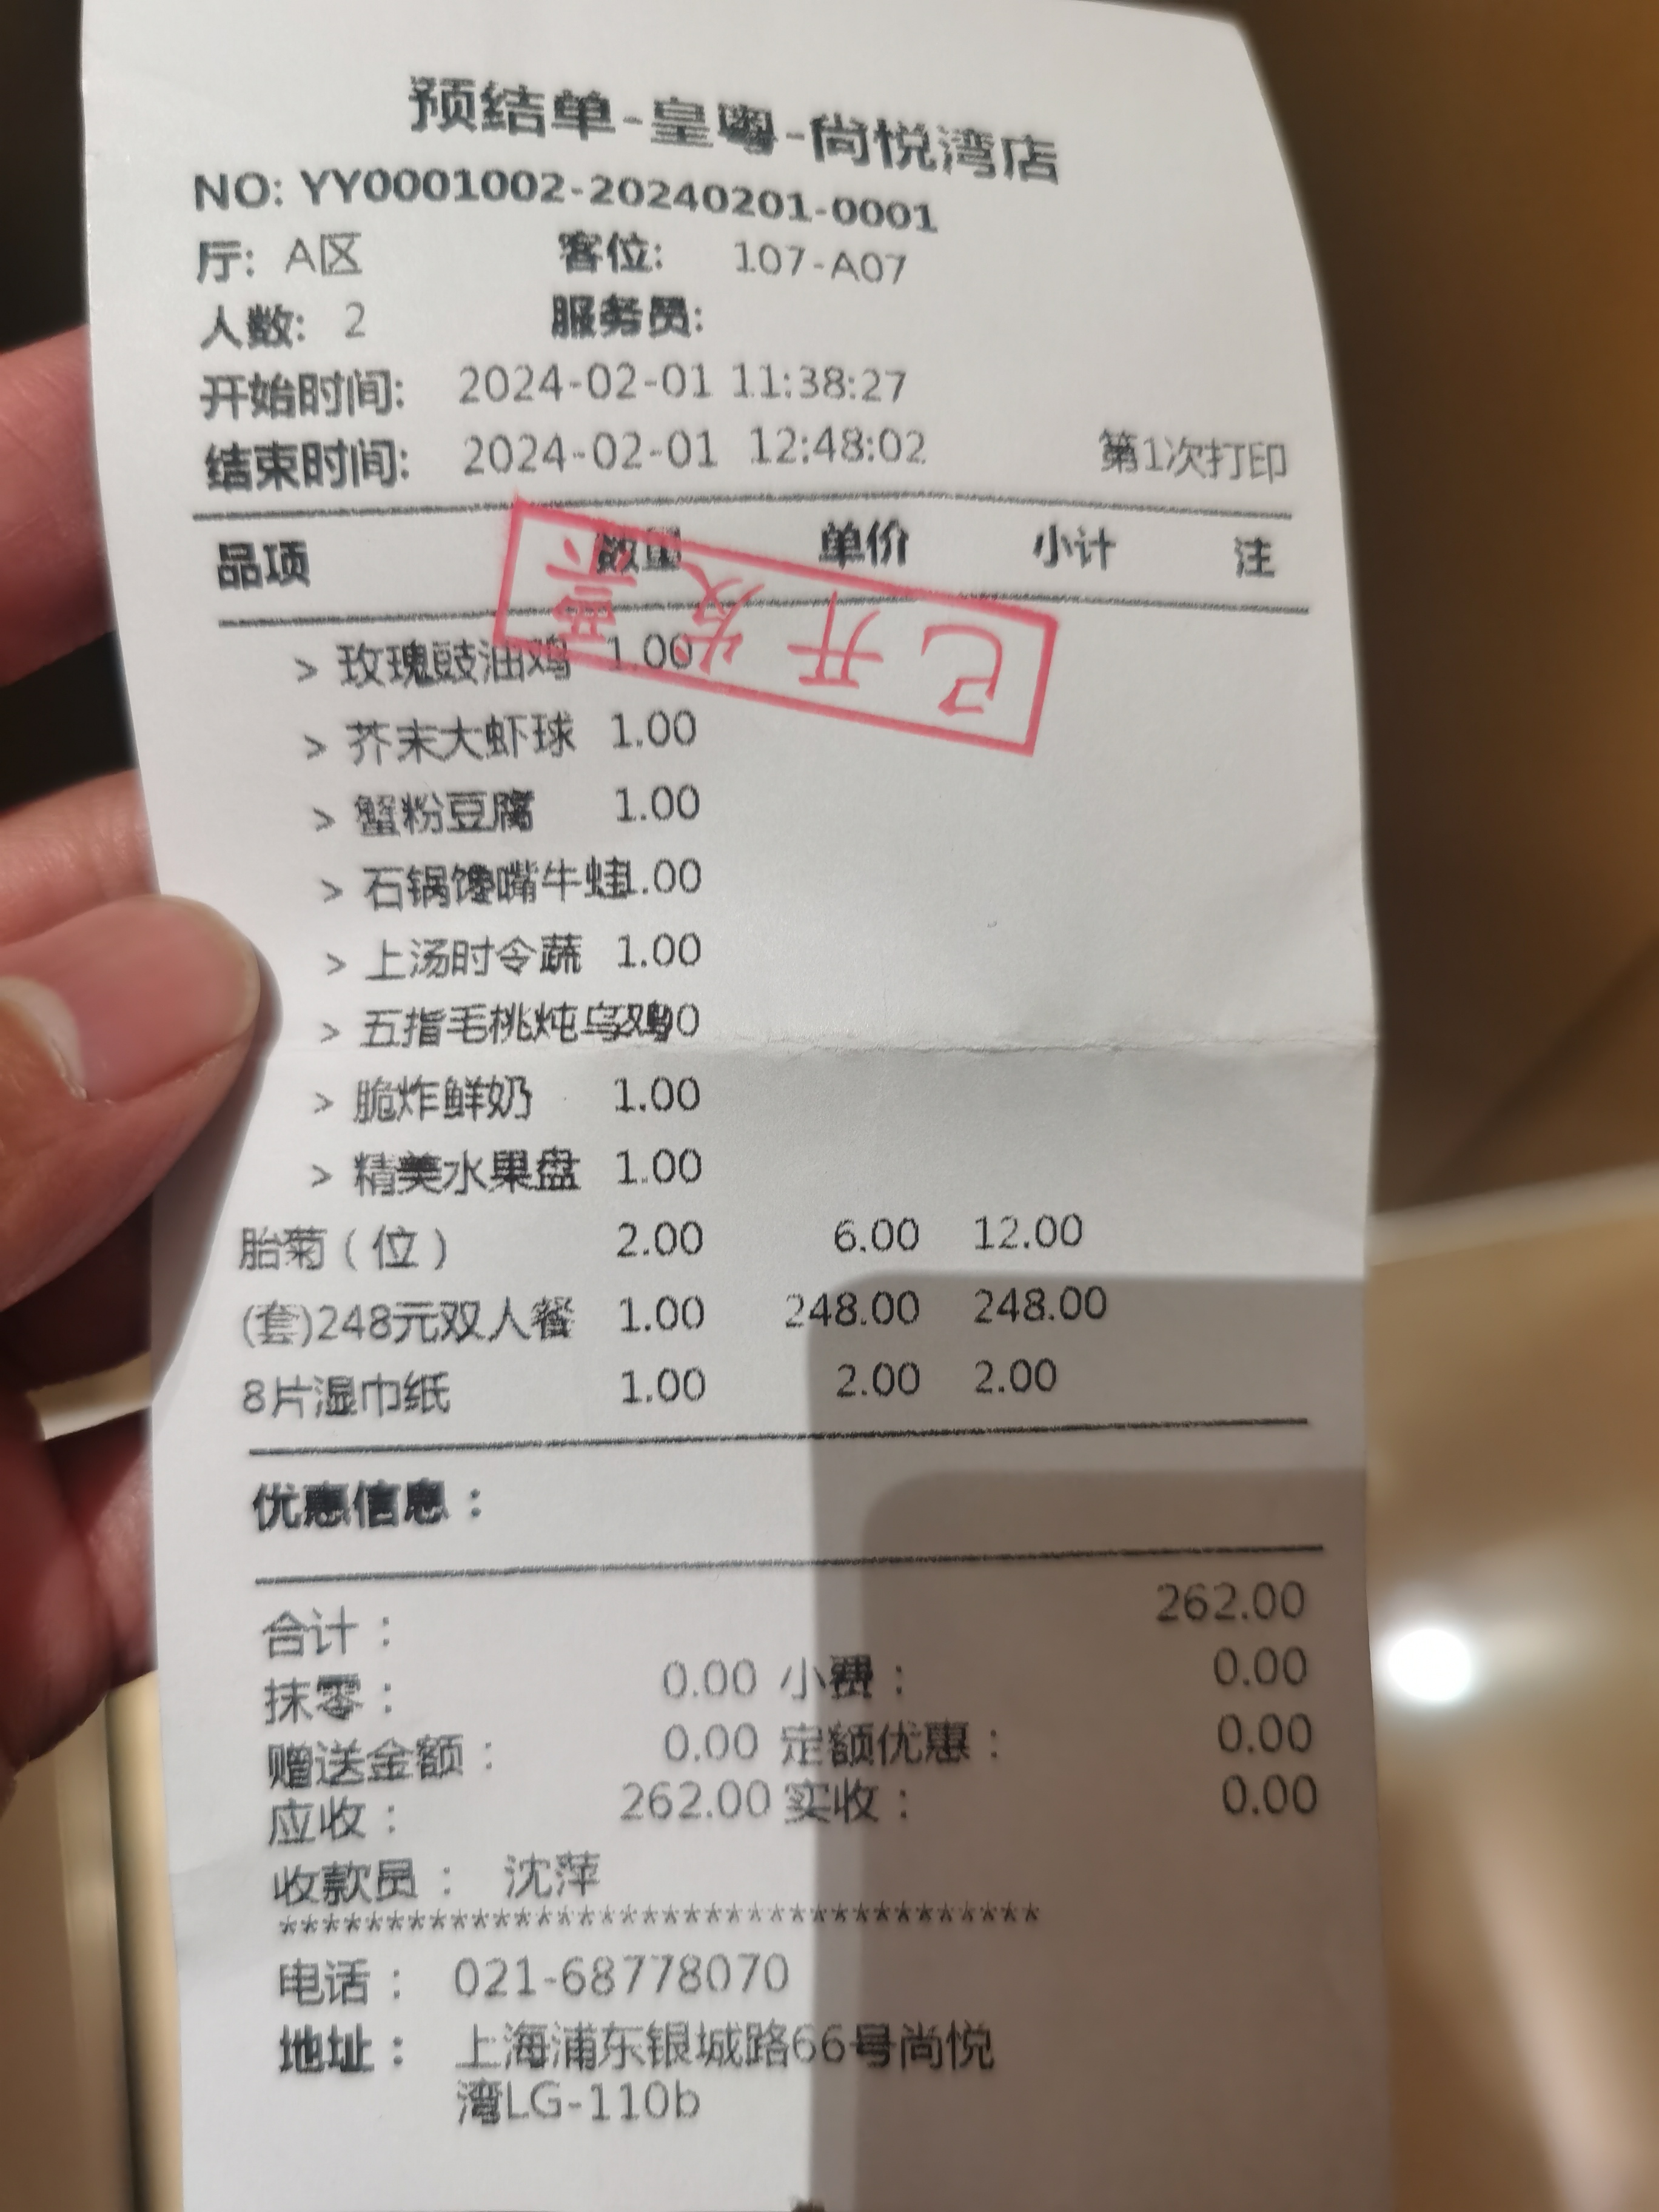 预结单-皇粤-尚悦湾店
NO: YY0001002-20240201-0001
厅: A区 客位: 107-A07
人数: 2 服务员:
开始时间: 2024-02-01 11:38:27
结束时间: 2024-02-01 12:48:02 第1次打印
品项 数量 单价 小计 注
已开发票
> 玫瑰豉油鸡 1.00
> 芥末大虾球 1.00
> 蟹粉豆腐 1.00
> 石锅馋嘴牛蛙 1.00
> 上汤时令蔬 1.00
> 五指毛桃炖乌鸡
> 脆炸鲜奶 1.00
> 精美水果盘 1.00
胎菊（位） 2.00 6.00 12.00
(套)248元双人餐 1.00 248.00 248.00
8片湿巾纸 1.00 2.00 2.00
优惠信息：
合计： 262.00
抹零： 0.00 小费： 0.00
赠送金额： 0.00 定额优惠： 0.00
应收： 262.00 实收： 0.00
收款员： 沈萍
***********************************
电话： 021-68778070
地址： 上海浦东银城路66号尚悦
湾LG-110b